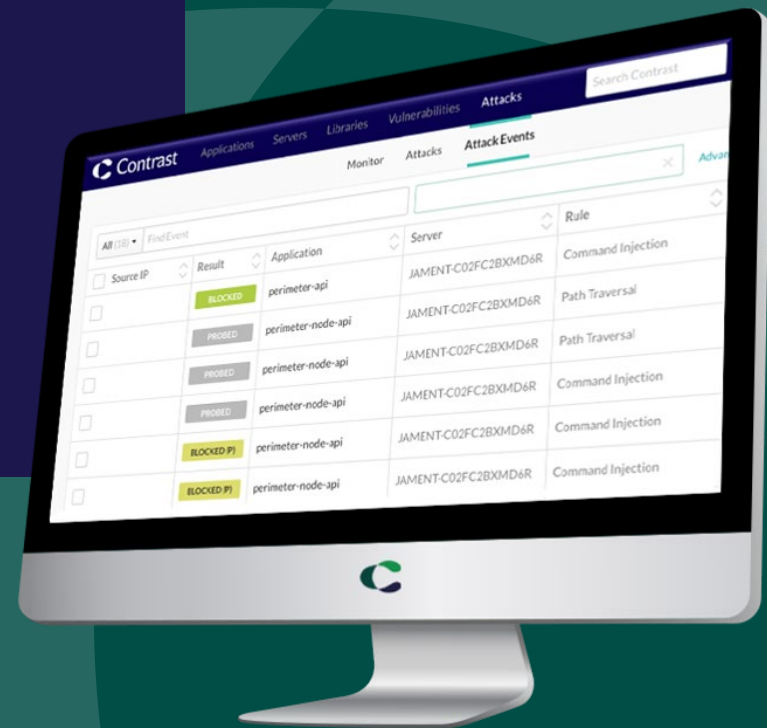 Contrast Applications Servers Libraries Vulnerabilities Attacks Search Contrast
Monitor Attacks Attack Events
All (18) Find Event Advan
Source IP Result Application Server Rule
BLOCKED perimeter-api JAMENT-C02FC2BXMD6R Command Injection
PROBED perimeter-node-api JAMENT-C02FC2BXMD6R Path Traversal
PROBED perimeter-node-api JAMENT-C02FC2BXMD6R Path Traversal
PROBED perimeter-node-api JAMENT-C02FC2BXMD6R Command Injection
BLOCKED (P) perimeter-node-api JAMENT-C02FC2BXMD6R Command Injection
BLOCKED (P) perimeter-node-api JAMENT-C02FC2BXMD6R Command Injection